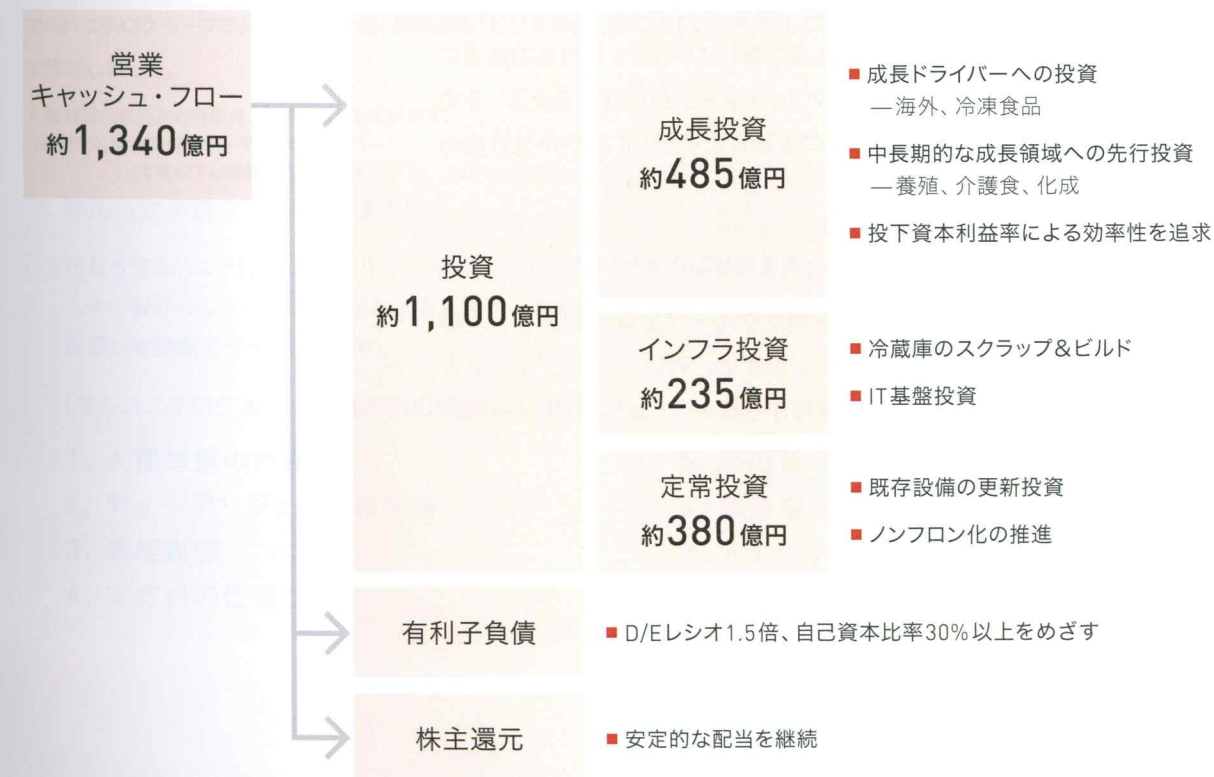 営業
キャッシュ・フロー
約1,340億円
投資
約1,100億円
成長投資
約485億円
■ 成長ドライバーへの投資
―海外、冷凍食品
■ 中長期的な成長領域への先行投資
―養殖、介護食、化成
■ 投下資本利益率による効率性を追求
インフラ投資
約235億円
■ 冷蔵庫のスクラップ&ビルド
■ IT基盤投資
定常投資
約380億円
■ 既存設備の更新投資
■ ノンフロン化の推進
有利子負債
■ D/Eレシオ1.5倍、自己資本比率30%以上をめざす
株主還元
■ 安定的な配当を継続